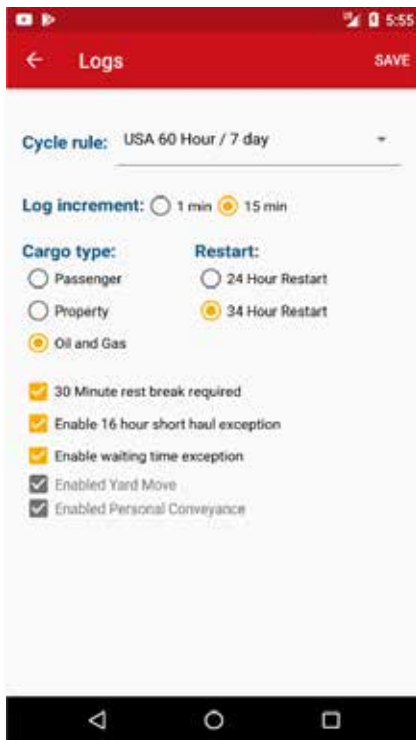 5:55
Logs
SAVE
Cycle rule: USA 60 Hour / 7 day
Log increment: 1 min 15 min
Cargo type: Restart:
Passenger 24 Hour Restart
Property 34 Hour Restart
Oil and Gas
30 Minute rest break required
Enable 16 hour short haul exception
Enable waiting time exception
Enabled Yard Move
Enabled Personal Conveyance